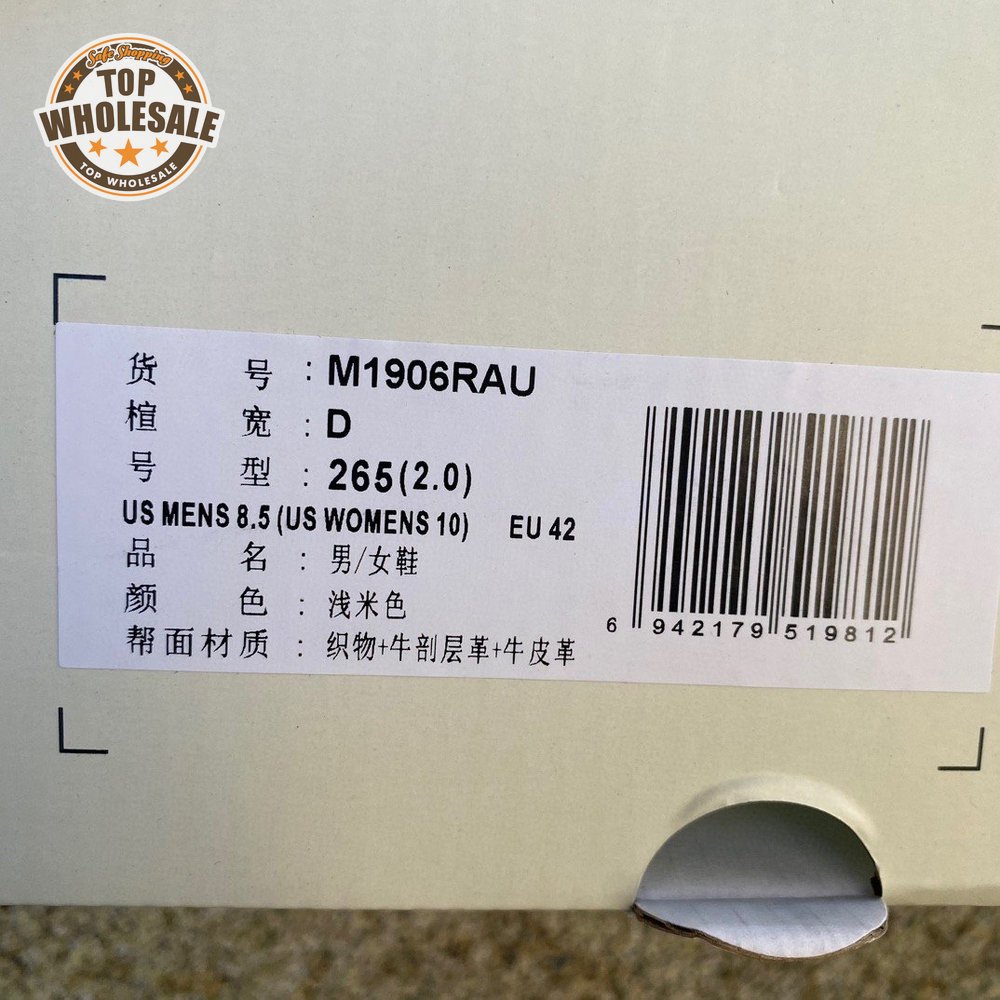 Safe Shopping
TOP
WHOLESALE
TOP WHOLESALE
货 号 : M1906RAU
楦 宽 : D
号 型 : 265(2.0)
US MENS 8.5 (US WOMENS 10) EU 42
品 名 : 男/女鞋
颜 色 : 浅米色
帮面材质 : 织物+牛剖层革+牛皮革
6 942179 519812